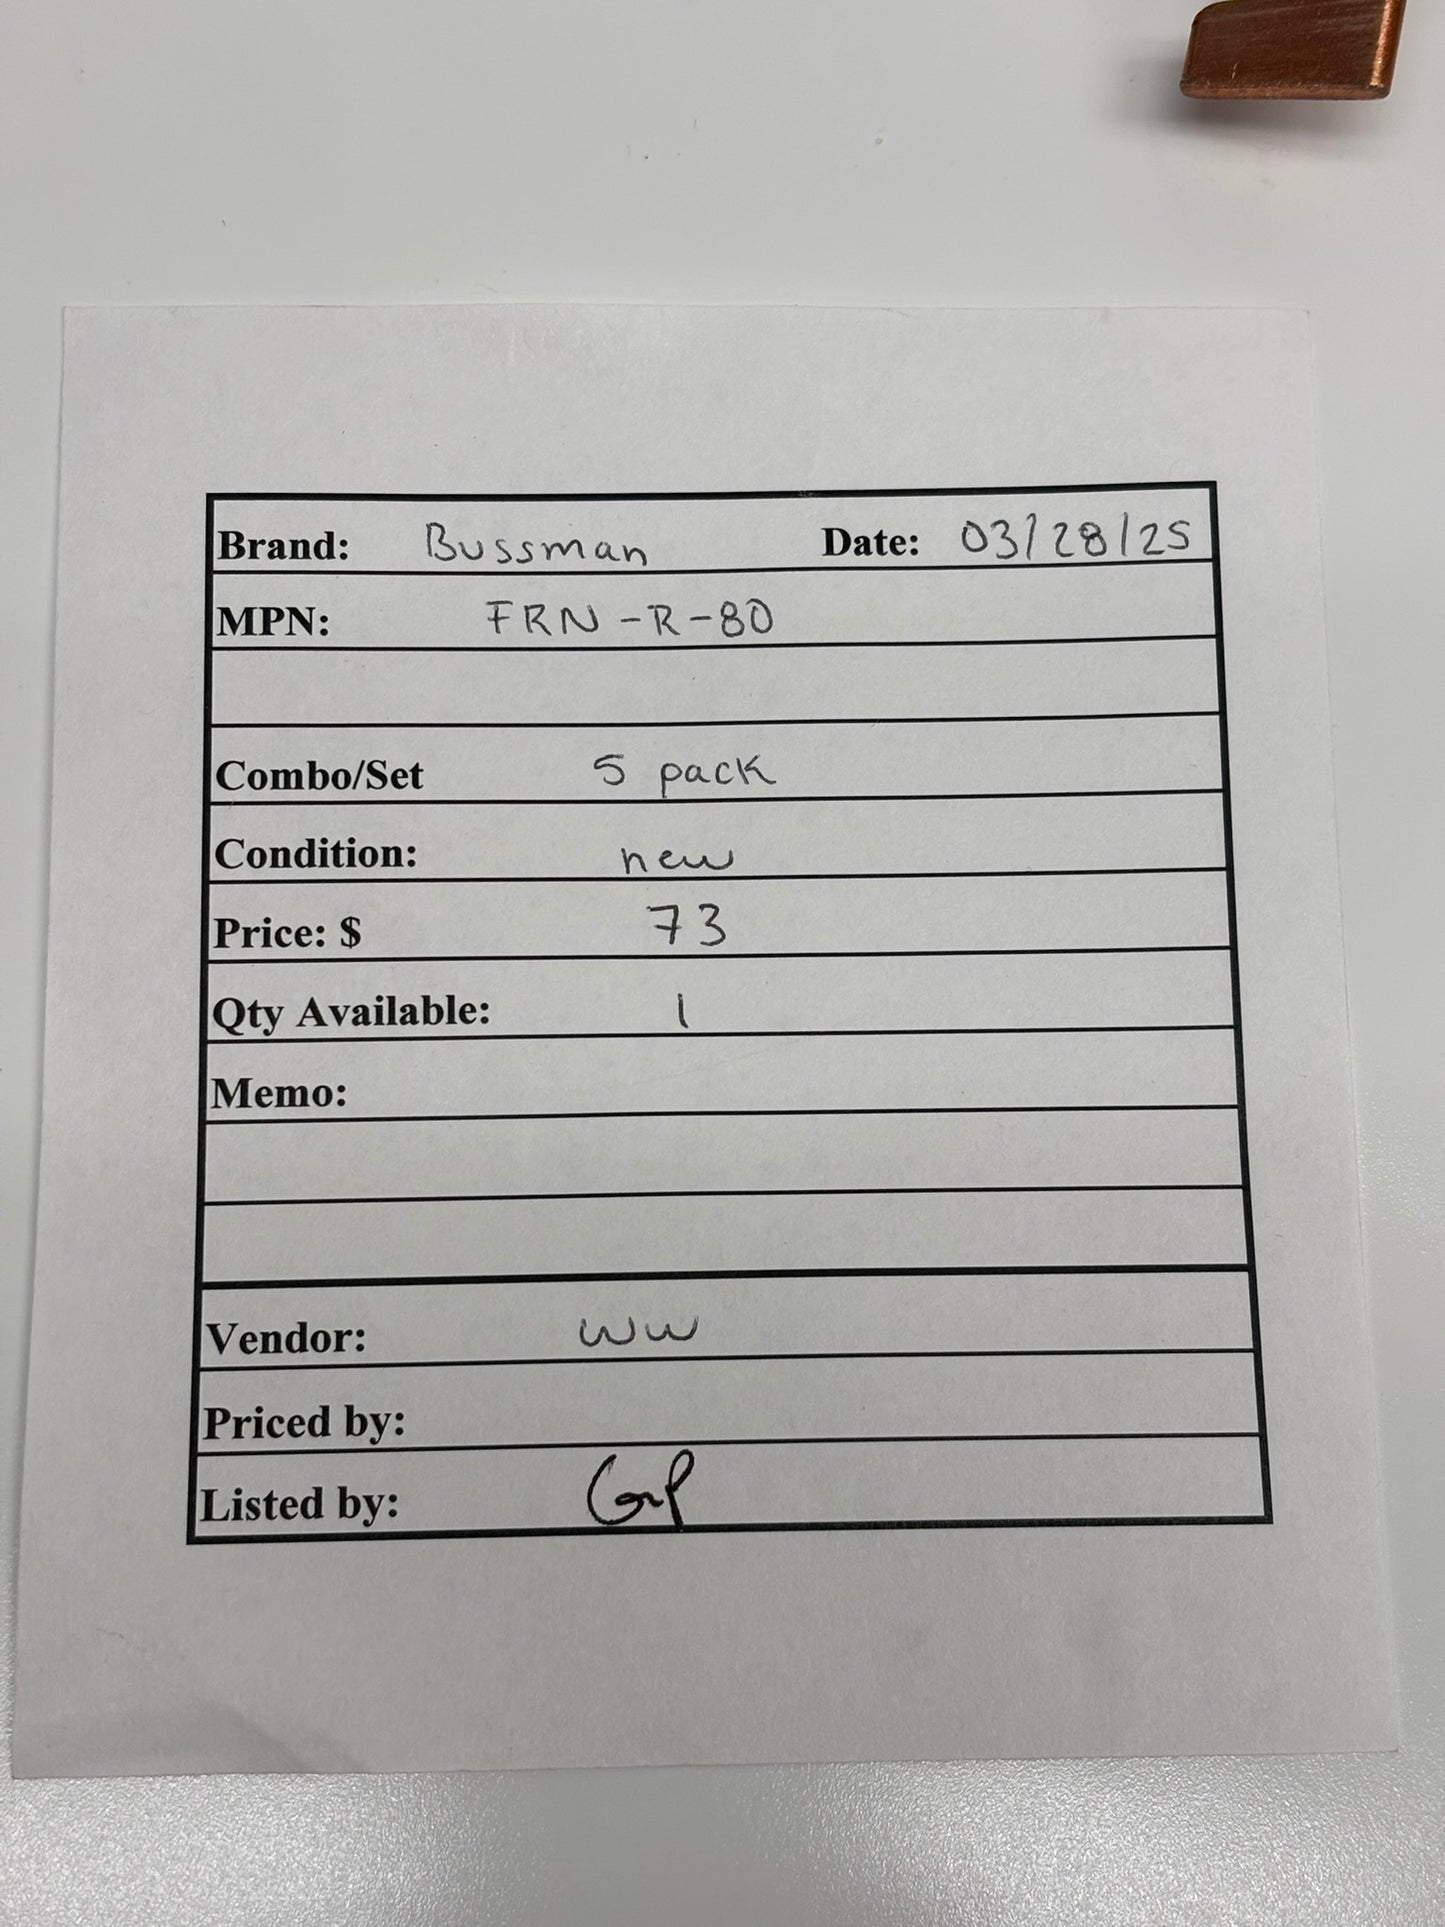 Brand: Bussman Date: 03/28/25
MPN: FRN-R-80
Combo/Set 5 pack
Condition: new
Price: $ 73
Qty Available: 1
Memo:
Vendor: WW
Priced by:
Listed by: GP